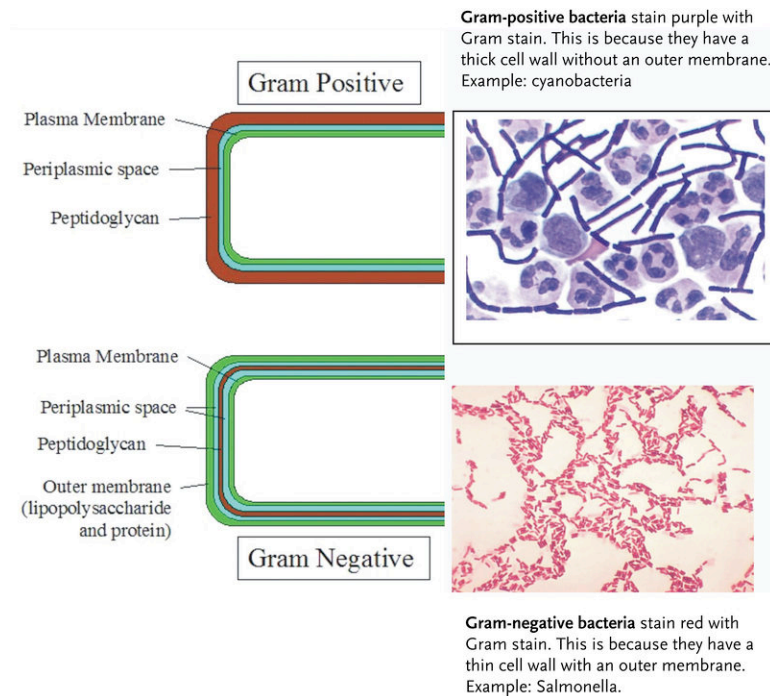 Gram-positive bacteria stain purple with
Gram stain. This is because they have a
thick cell wall without an outer membrane.
Example: cyanobacteria
Gram Positive
Plasma Membrane
Periplasmic space
Peptidoglycan
Plasma Membrane
Periplasmic space
Peptidoglycan
Outer membrane
(lipopolysaccharide
and protein)
Gram Negative
Gram-negative bacteria stain red with
Gram stain. This is because they have a
thin cell wall with an outer membrane.
Example: Salmonella.